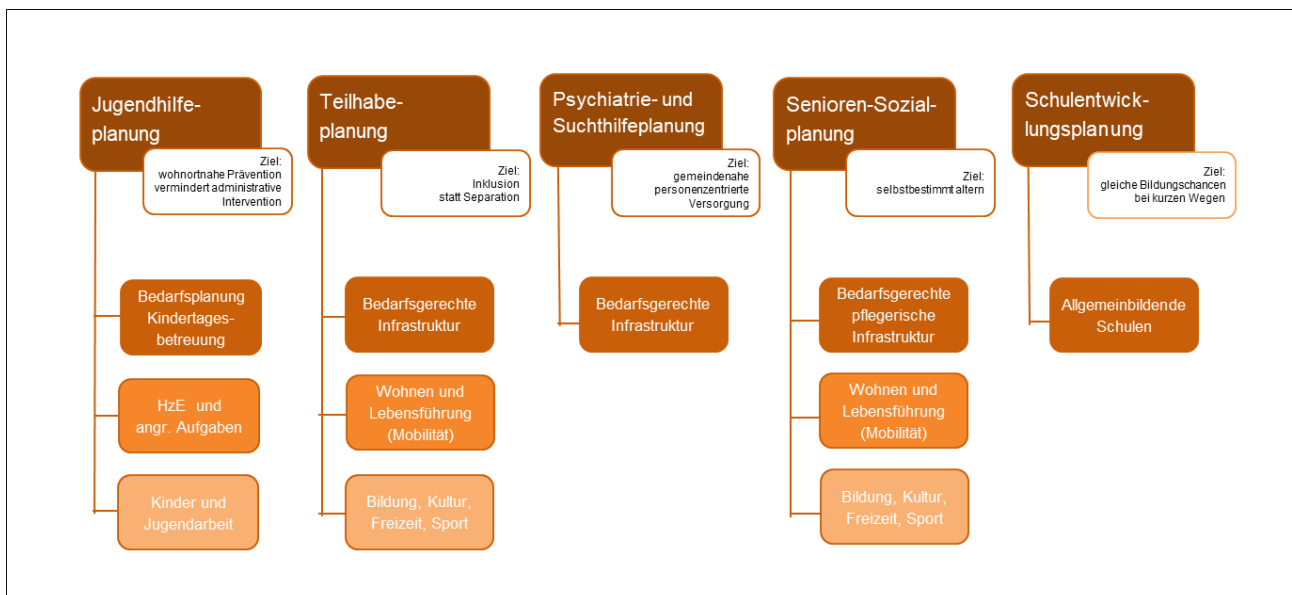 Jugendhilfe-
planung
Ziel:
wohnortnahe Prävention
vermindert administrative
Intervention
Bedarfsplanung
Kindertages-
betreuung
HzE und
angr. Aufgaben
Kinder und
Jugendarbeit
Teilhabe-
planung
Ziel:
Inklusion
statt Separation
Bedarfsgerechte
Infrastruktur
Wohnen und
Lebensführung
(Mobilität)
Bildung, Kultur,
Freizeit, Sport
Psychiatrie- und
Suchthilfeplanung
Ziel:
gemeindenahe
personenzentrierte
Versorgung
Bedarfsgerechte
Infrastruktur
Senioren-Sozial-
planung
Ziel:
selbstbestimmt altern
Bedarfsgerechte
pflegerische
Infrastruktur
Wohnen und
Lebensführung
(Mobilität)
Bildung, Kultur,
Freizeit, Sport
Schulentwick-
lungsplanung
Ziel:
gleiche Bildungschancen
bei kurzen Wegen
Allgemeinbildende
Schulen